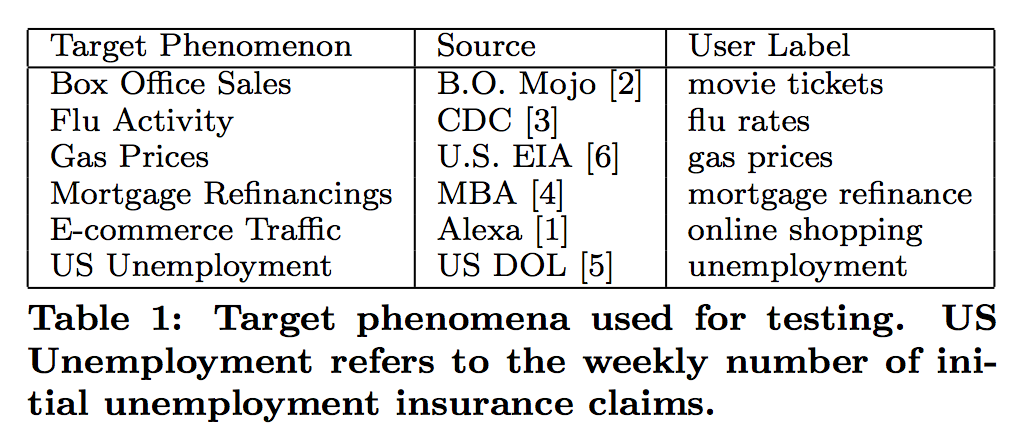 Target Phenomenon Source User Label
Box Office Sales B.O. Mojo [2] movie tickets
Flu Activity CDC [3] flu rates
Gas Prices U.S. EIA [6] gas prices
Mortgage Refinancings MBA [4] mortgage refinance
E-commerce Traffic Alexa [1] online shopping
US Unemployment US DOL [5] unemployment
Table 1: Target phenomena used for testing. US
Unemployment refers to the weekly number of ini-
tial unemployment insurance claims.